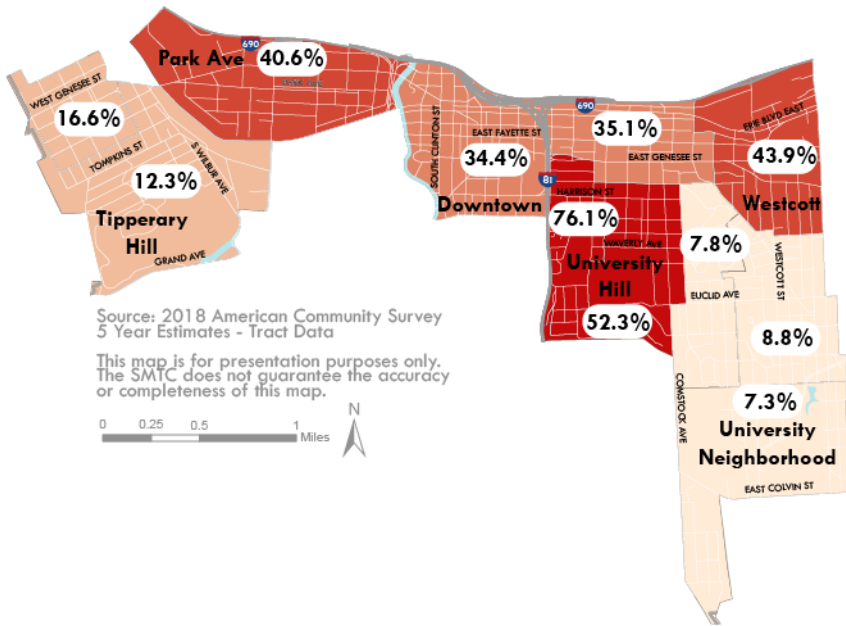 690
Park Ave 40.6%
WEST GENESEE ST
16.6%
TOMPKINS ST
S WILBUR AVE
12.3%
Tipperary
Hill
GRAND AVE
SOUTH CLINTON ST
EAST FAYETTE ST
34.4%
Downtown
81
690
35.1%
EAST GENESEE ST
ERIE BLVD EAST
43.9%
Westcott
HARRISON ST
76.1%
WAVERLY AVE
University
Hill
52.3%
7.8%
WESTCOTT ST
EUCLID AVE
8.8%
COMSTOCK AVE
7.3%
University
Neighborhood
EAST COLVIN ST
Source: 2018 American Community Survey
5 Year Estimates - Tract Data
This map is for presentation purposes only.
The SMTC does not guarantee the accuracy
or completeness of this map.
N
0 0.25 0.5 1
Miles